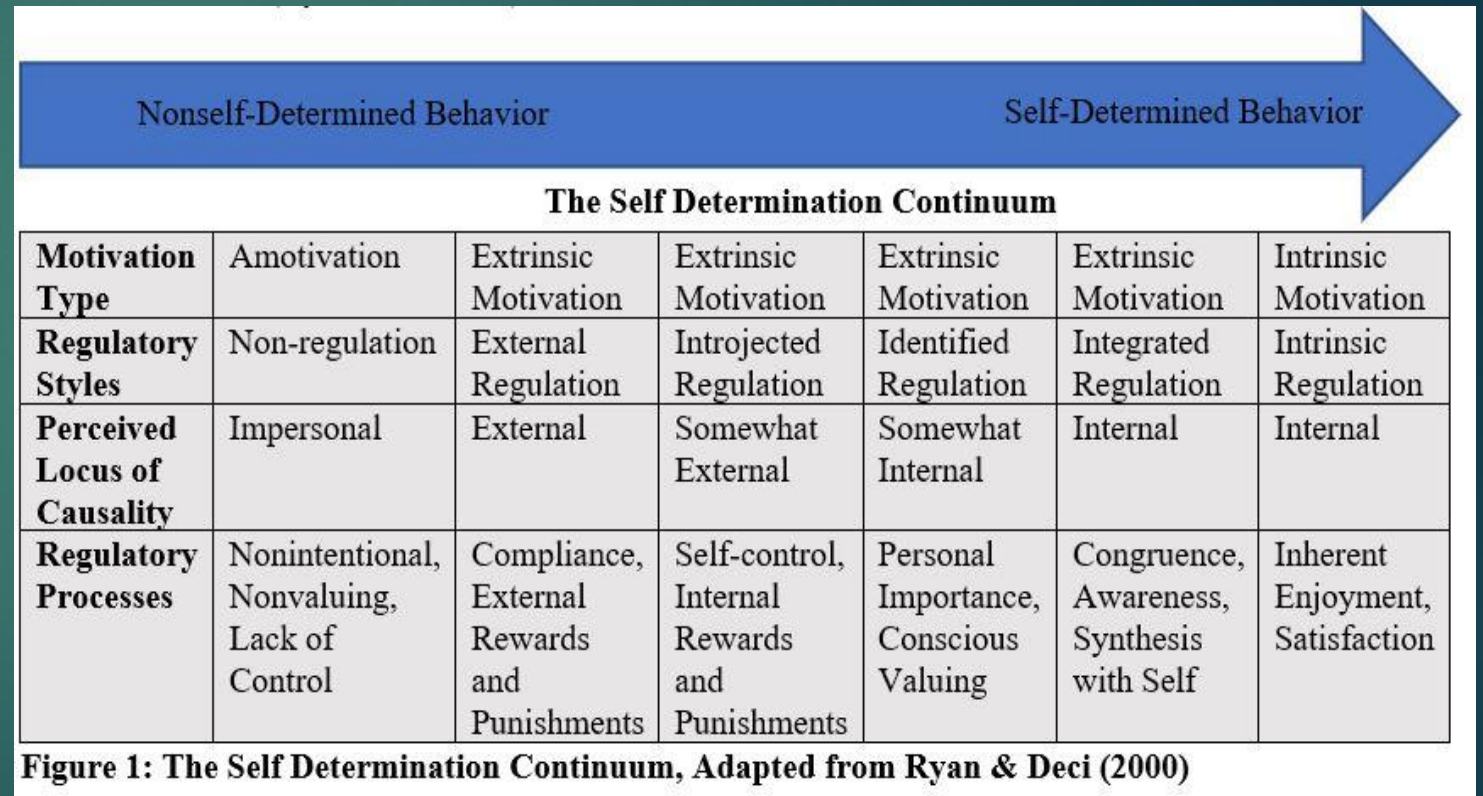 Nonself-Determined Behavior
Self-Determined Behavior
The Self Determination Continuum
Motivation Type
Amotivation
Extrinsic Motivation
Extrinsic Motivation
Extrinsic Motivation
Extrinsic Motivation
Intrinsic Motivation
Regulatory Styles
Non-regulation
External Regulation
Introjected Regulation
Identified Regulation
Integrated Regulation
Intrinsic Regulation
Perceived Locus of Causality
Impersonal
External
Somewhat External
Somewhat Internal
Internal
Internal
Regulatory Processes
Nonintentional, Nonvaluing, Lack of Control
Compliance, External Rewards and Punishments
Self-control, Internal Rewards and Punishments
Personal Importance, Conscious Valuing
Congruence, Awareness, Synthesis with Self
Inherent Enjoyment, Satisfaction
Figure 1: The Self Determination Continuum, Adapted from Ryan & Deci (2000)